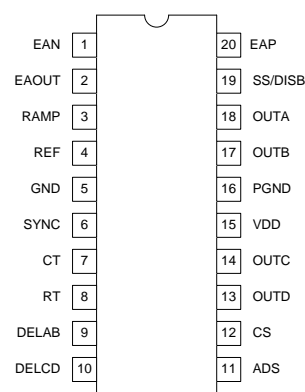 EAN 1 20 EAP
EAOUT 2 19 SS/DISB
RAMP 3 18 OUTA
REF 4 17 OUTB
GND 5 16 PGND
SYNC 6 15 VDD
CT 7 14 OUTC
RT 8 13 OUTD
DELAB 9 12 CS
DELCD 10 11 ADS